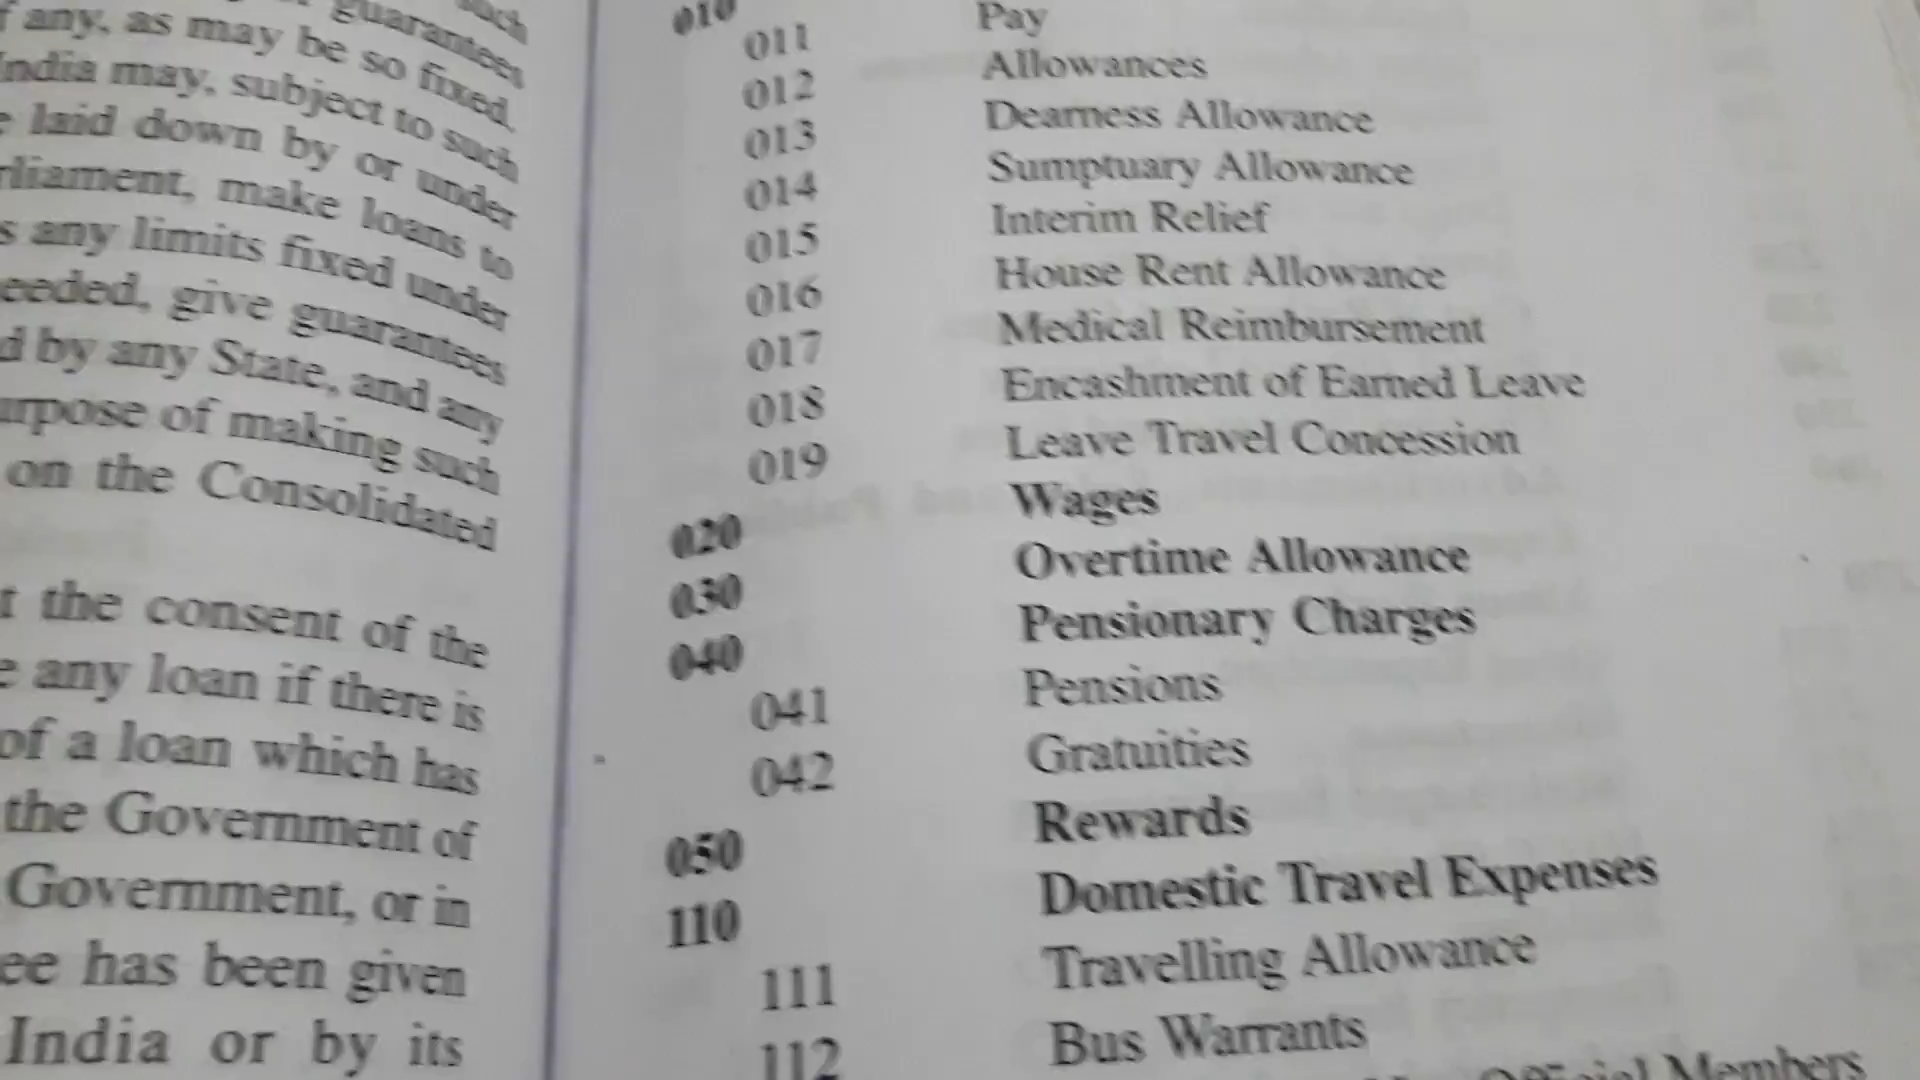 such
guarantees
any, as may be so fixed.
India may, subject to such
laid down by or under
make loans to
any limits fixed under
give guarantees
by any State, and any
of making such
on the Consolidated
the consent of the
any loan if there is
of a loan which has
the Government of
Government, or in
has been given
India or by its
010
011 Pay
012 Allowances
013 Dearness Allowance
014 Sumptuary Allowance
015 Interim Relief
016 House Rent Allowance
017 Medical Reimbursement
018 Encashment of Earned Leave
019 Leave Travel Concession
020 Wages
030 Overtime Allowance
040 Pensionary Charges
041 Pensions
042 Gratuities
050 Rewards
110 Domestic Travel Expenses
111 Travelling Allowance
112 Bus Warrants
Members